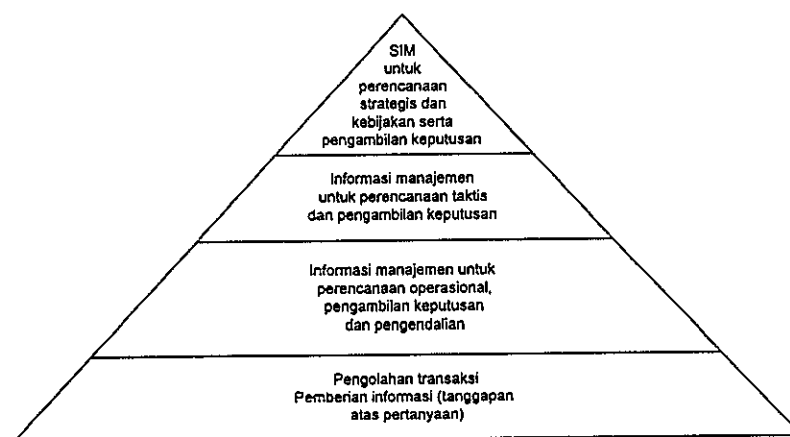 SIM
untuk
perencanaan
strategis dan
kebijakan serta
pengambilan keputusan
Informasi manajemen
untuk perencanaan taktis
dan pengambilan keputusan
Informasi manajemen untuk
perencanaan operasional,
pengambilan keputusan
dan pengendalian
Pengolahan transaksi
Pemberian informasi (tanggapan
atas pertanyaan)